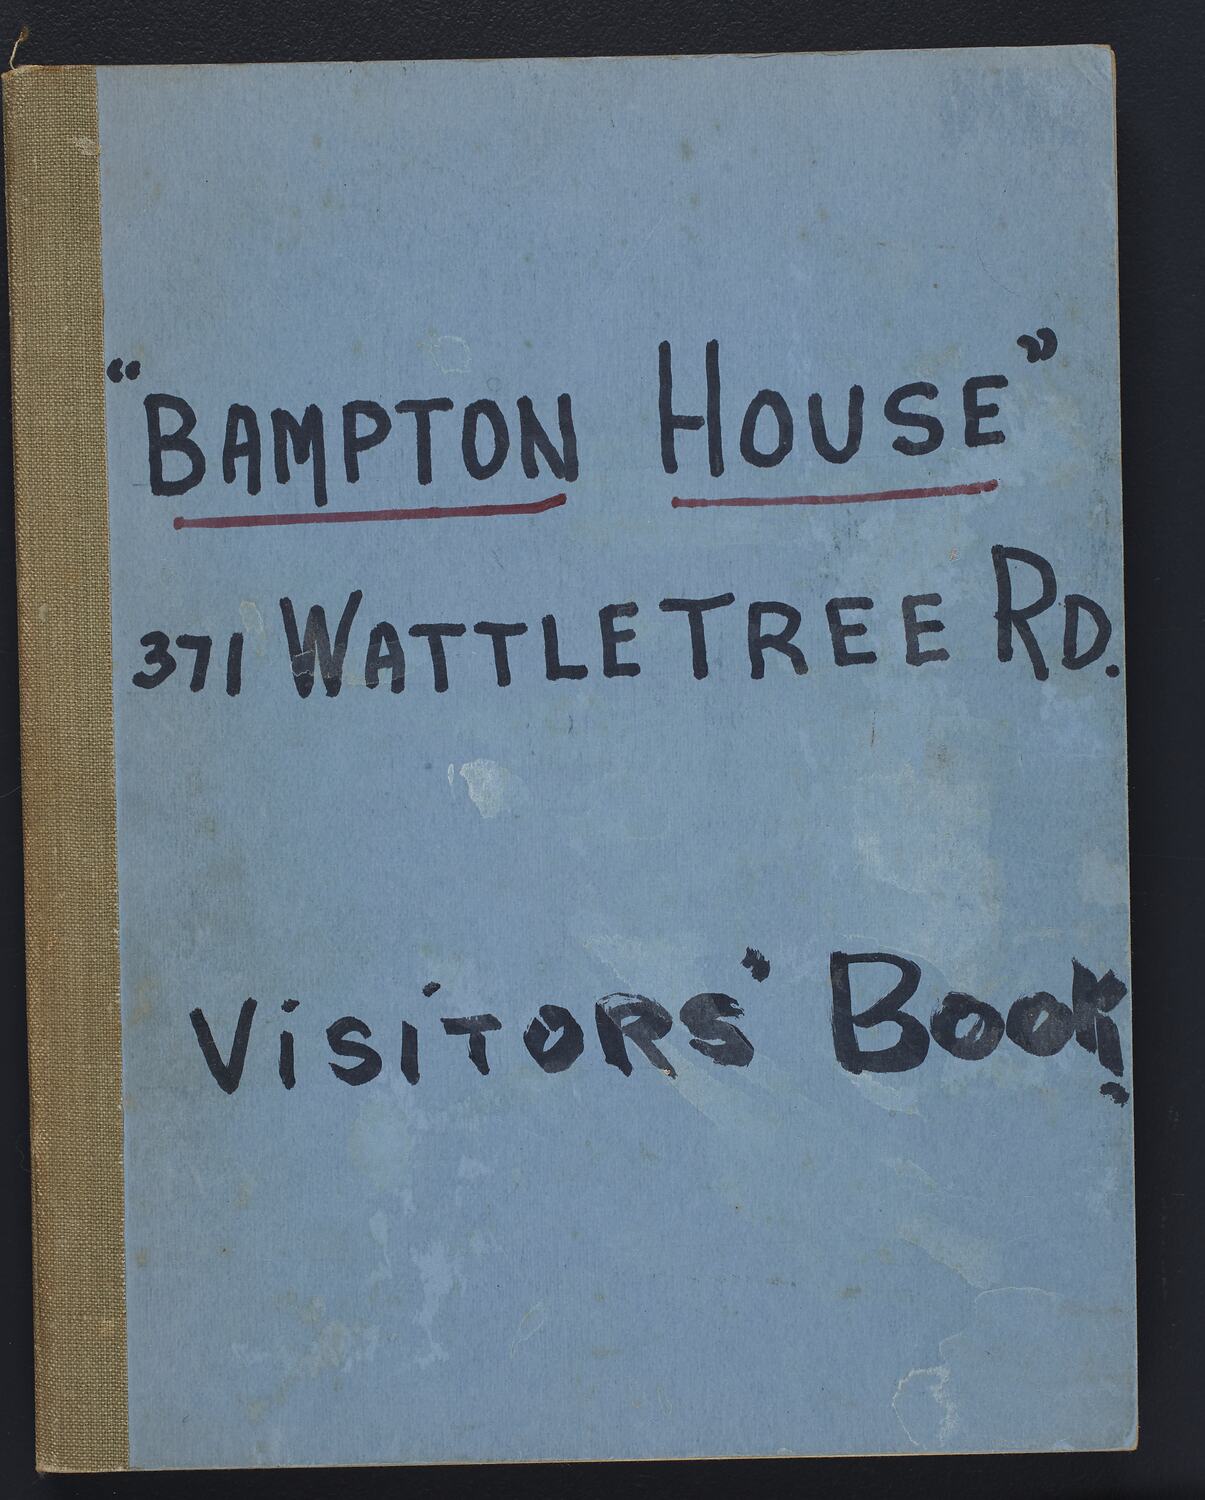 “BAMPTON HOUSE”
371 WATTLETREE RD.
VISITORS' BOOK